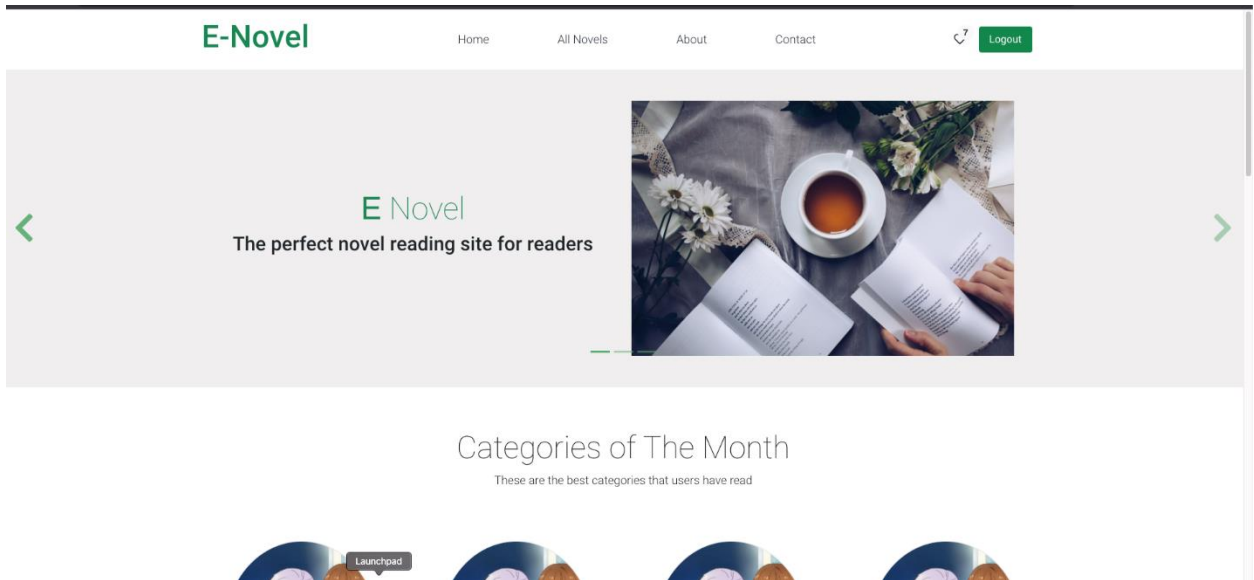 E-Novel
Home All Novels About Contact 7 Logout
E Novel
The perfect novel reading site for readers
Categories of The Month
These are the best categories that users have read
Launchpad